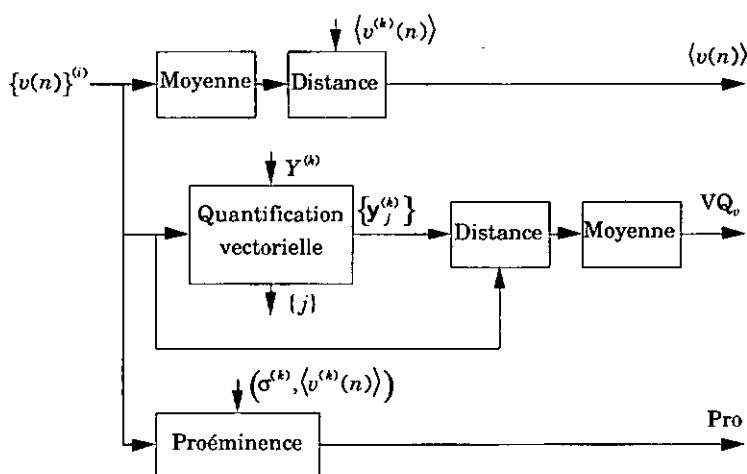 ⟨v^(k)(n)⟩
{v(n)}^(i)
Moyenne
Distance
⟨v(n)⟩
Y^(k)
Quantification
vectorielle
{y_j^(k)}
Distance
Moyenne
VQ_v
{j}
(σ^(k), ⟨v^(k)(n)⟩)
Proéminence
Pro